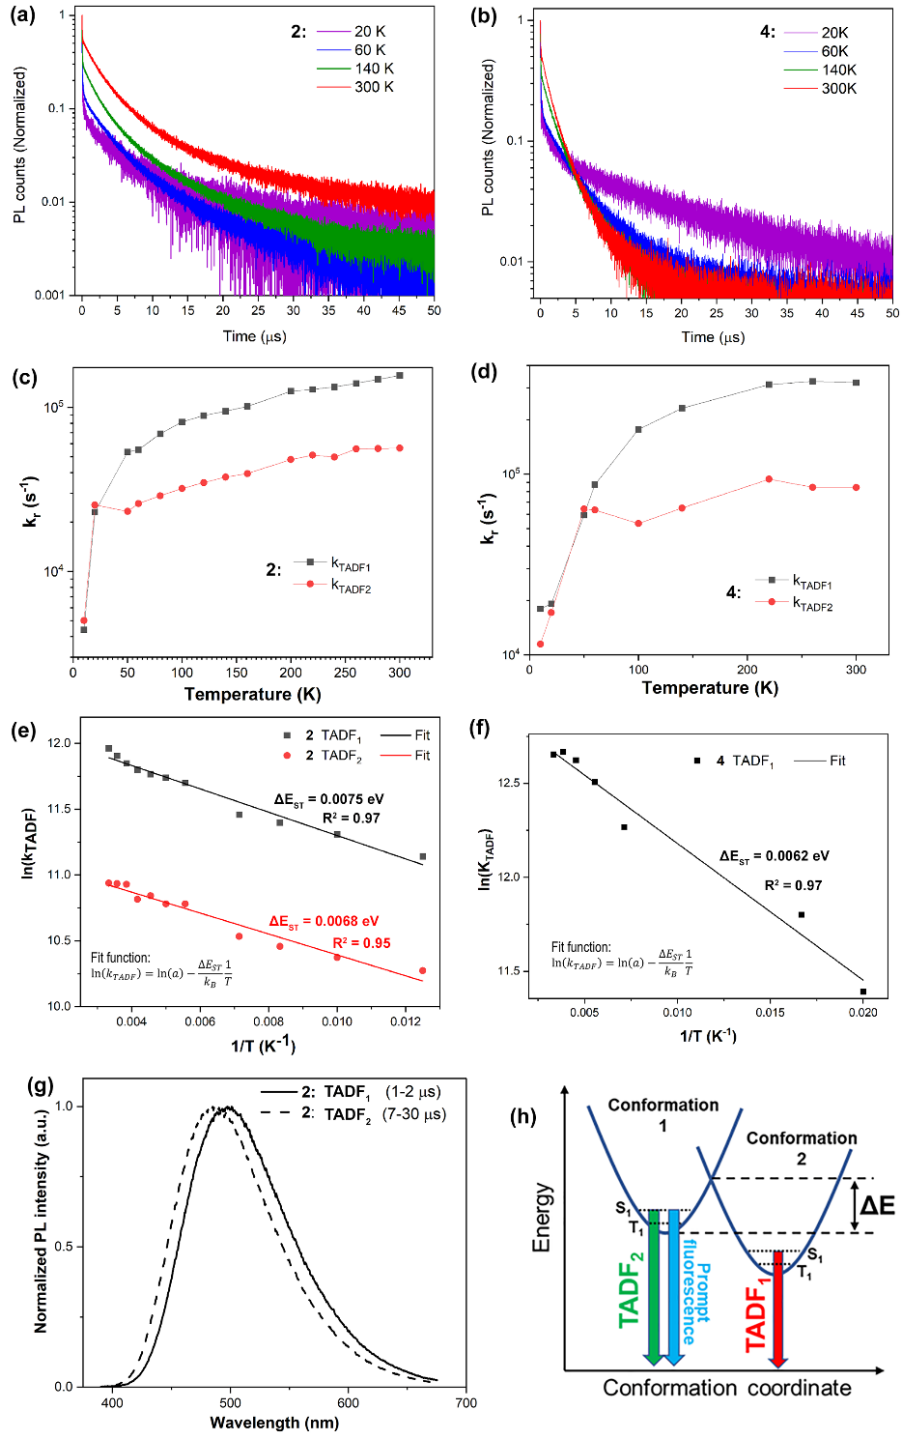 (a)
2:
20 K
60 K
140 K
300 K
PL counts (Normalized)
1
0.1
0.01
0.001
0 5 10 15 20 25 30 35 40 45 50
Time (μs)
(b)
4:
20K
60K
140K
300K
PL counts (Normalized)
1
0.1
0.01
0 5 10 15 20 25 30 35 40 45 50
Time (μs)
(c)
k_r (s⁻¹)
10⁵
10⁴
2:
k_TADF1
k_TADF2
0 50 100 150 200 250 300
Temperature (K)
(d)
k_r (s⁻¹)
10⁵
10⁴
4:
k_TADF1
k_TADF2
0 100 200 300
Temperature (K)
(e)
2 TADF₁ Fit
2 TADF₂ Fit
ln(k_TADF)
12.0
11.5
11.0
10.5
10.0
ΔE_ST = 0.0075 eV
R² = 0.97
ΔE_ST = 0.0068 eV
R² = 0.95
Fit function:
ln(k_TADF) = ln(a) − ΔE_ST/k_B 1/T
0.004 0.006 0.008 0.010 0.012
1/T (K⁻¹)
(f)
4 TADF₁ Fit
ln(K_TADF)
12.5
12.0
11.5
ΔE_ST = 0.0062 eV
R² = 0.97
Fit function:
ln(k_TADF) = ln(a) − ΔE_ST/k_B 1/T
0.005 0.010 0.015 0.020
1/T (K⁻¹)
(g)
2: TADF₁ (1-2 μs)
2: TADF₂ (7-30 μs)
Normalized PL intensity (a.u.)
1.0
0.5
0.0
400 500 600 700
Wavelength (nm)
(h)
Conformation
1
Conformation
2
Energy
ΔE
S₁
T₁
S₁
T₁
TADF₂
Prompt
fluorescence
TADF₁
Conformation coordinate